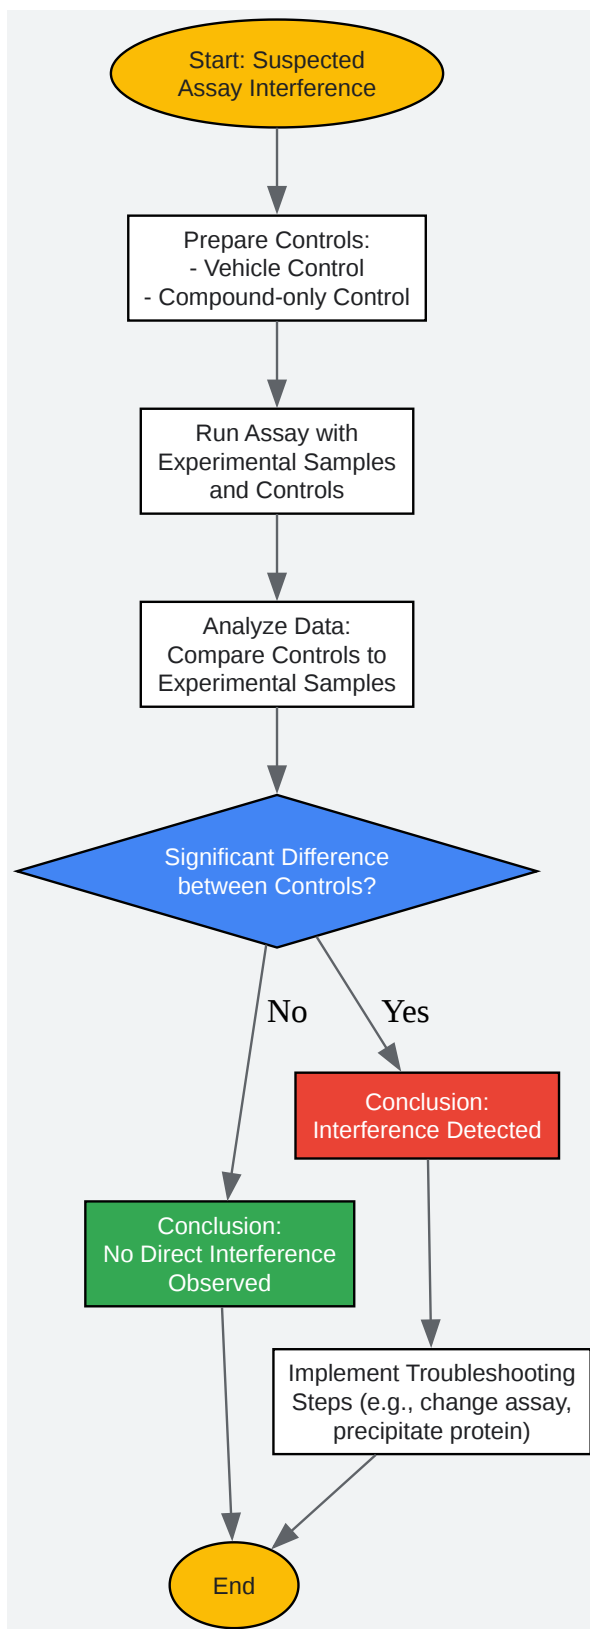 Start: Suspected
Assay Interference
Prepare Controls:
- Vehicle Control
- Compound-only Control
Run Assay with
Experimental Samples
and Controls
Analyze Data:
Compare Controls to
Experimental Samples
Significant Difference
between Controls?
No
Yes
Conclusion:
Interference Detected
Conclusion:
No Direct Interference
Observed
Implement Troubleshooting
Steps (e.g., change assay,
precipitate protein)
End